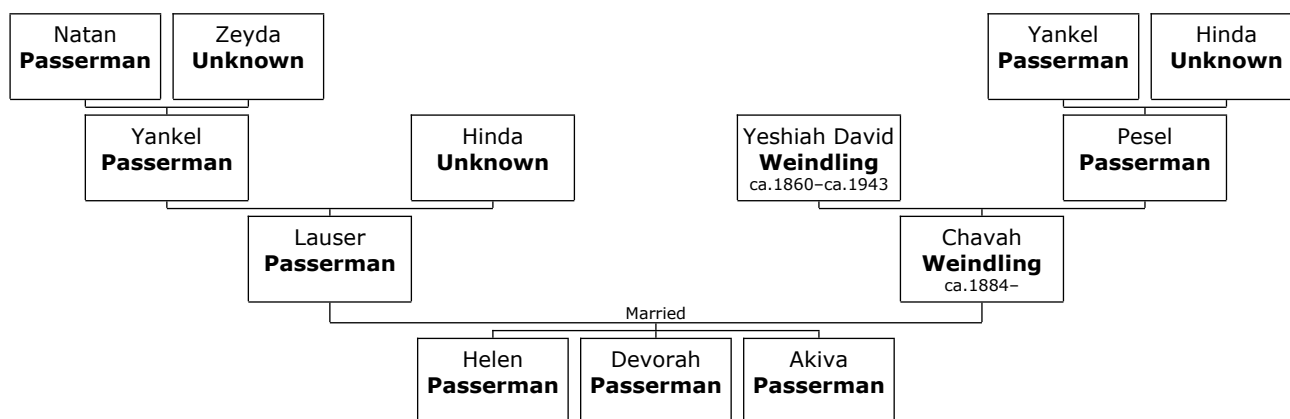 Natan
Passerman
Zeyda
Unknown
Yankel
Passerman
Hinda
Unknown
Yankel
Passerman
Hinda
Unknown
Yeshiah David
Weindling
ca.1860–ca.1943
Pesel
Passerman
Lauser
Passerman
Chavah
Weindling
ca.1884–
Married
Helen
Passerman
Devorah
Passerman
Akiva
Passerman